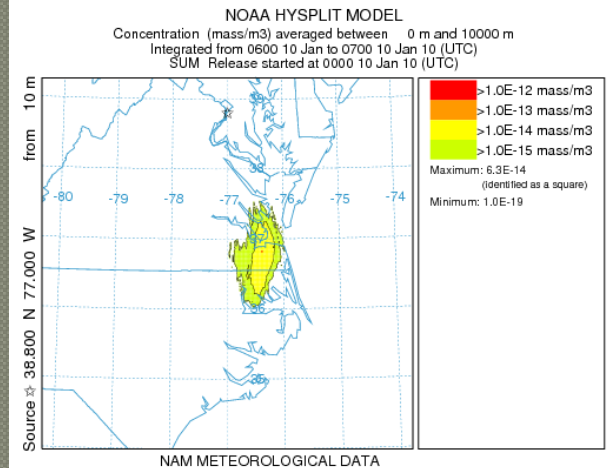 NOAA HYSPLIT MODEL
Concentration (mass/m3) averaged between 0 m and 10000 m
Integrated from 0600 10 Jan to 0700 10 Jan 10 (UTC)
SUM Release started at 0000 10 Jan 10 (UTC)
Source ☆ 38.800 N 77.000 W from 10 m
39
38
-80 -79 -78 -77 -76 -75 -74
36
35
>1.0E-12 mass/m3
>1.0E-13 mass/m3
>1.0E-14 mass/m3
>1.0E-15 mass/m3
Maximum: 6.3E-14
(identified as a square)
Minimum: 1.0E-19
NAM METEOROLOGICAL DATA